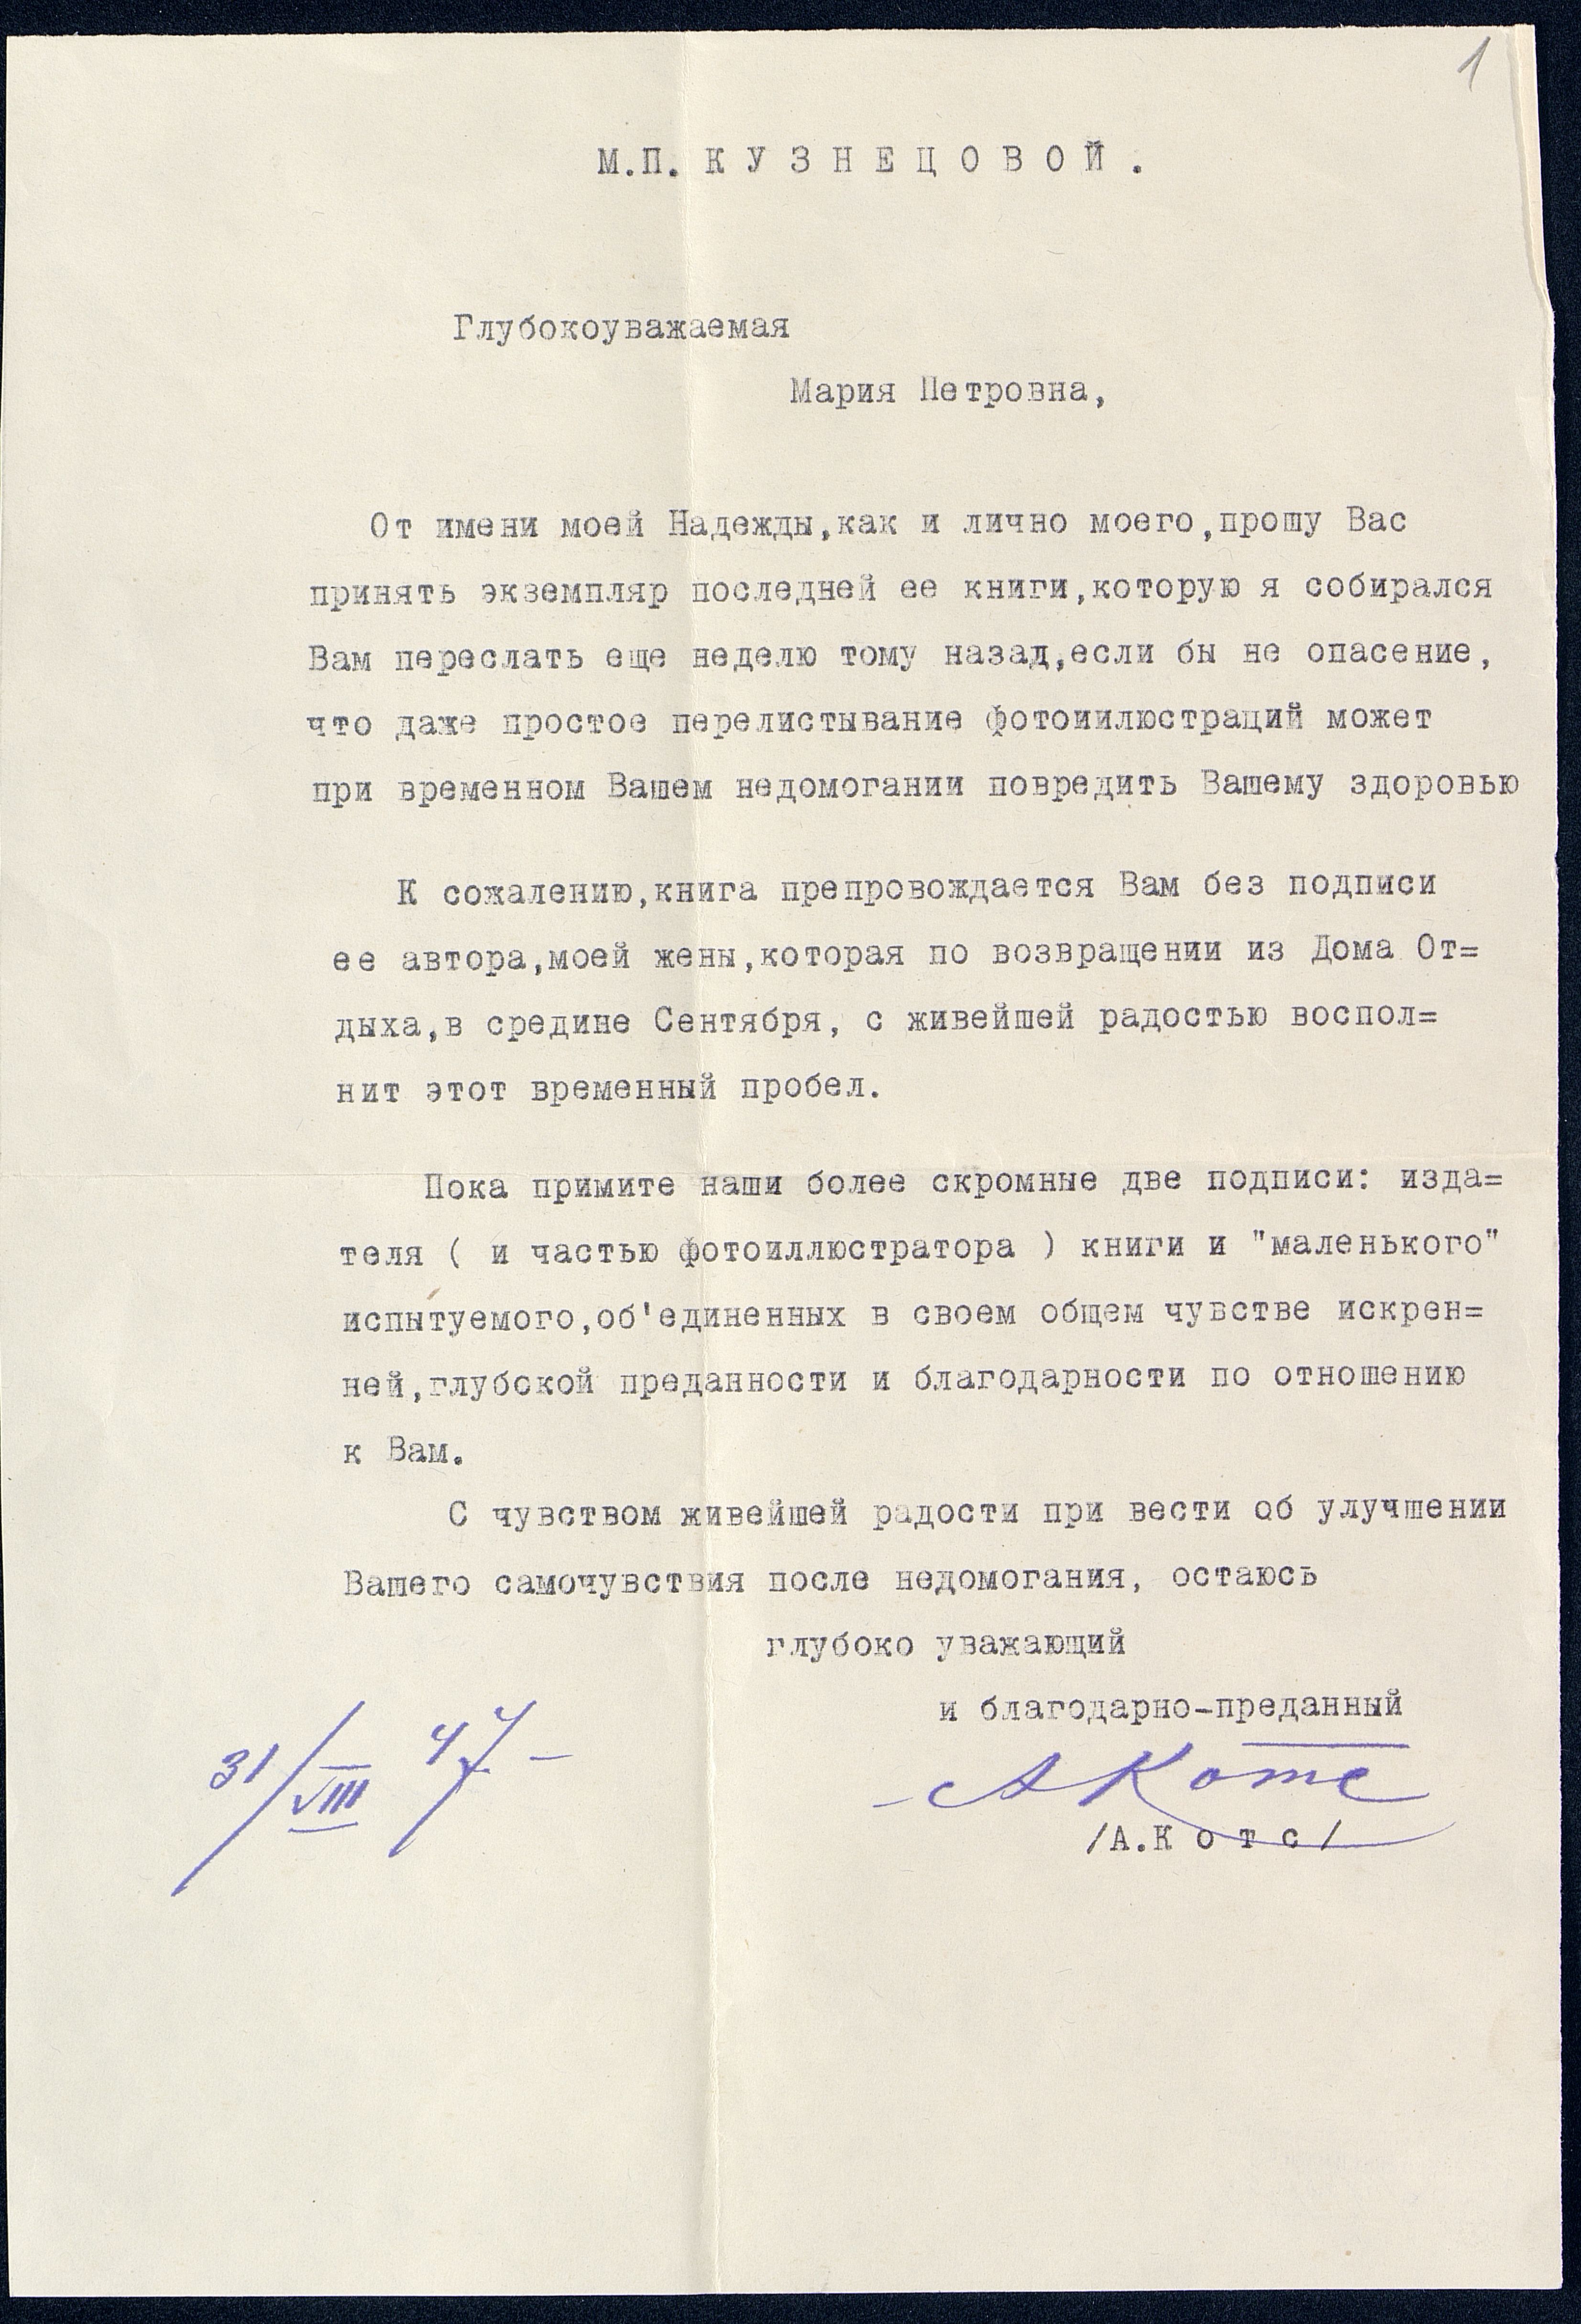 1
М.П. К У З Н Е Ц О В О Й .
Глубокоуважаемая
Мария Петровна,
От имени моей Надежды,как и лично моего,прошу Вас
принять экземпляр последней ее книги,которую я собирался
Вам переслать еще неделю тому назад,если бы не опасение,
что даже простое перелистывание фотоиилюстраций может
при временном Вашем недомогании повредить Вашему здоровью
К сожалению,книга препровождается Вам без подписи
ее автора,моей жены,которая по возвращении из Дома От=
дыха,в средине Сентября, с живейшей радостью воспол=
нит этот временный пробел.
Пока примите наши более скромные две подписи: изда=
теля ( и частью фотоиллюстратора ) книги и "маленького"
испытуемого,об'единенных в своем общем чувстве искрен=
ней,глубской преданности и благодарности по отношению
к Вам.
С чувством живейшей радости при вести об улучшении
Вашего самочувствия после недомогания, остаюсь
глубоко уважающий
и благодарно-преданный
31/VIII 47 –
– АКотс
/А.К о т с/